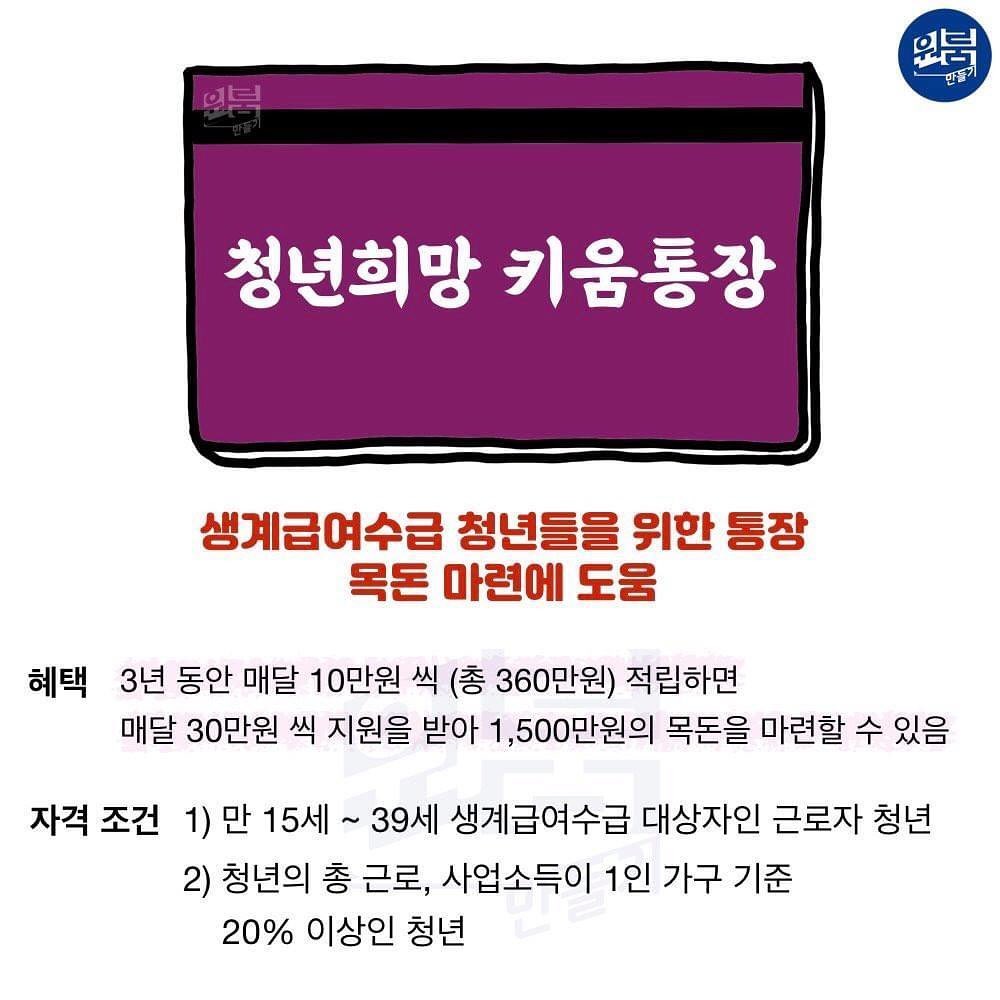 원룸
만들기
원룸
만들기
청년희망 키움통장
생계급여수급 청년들을 위한 통장
목돈 마련에 도움
혜택 3년 동안 매달 10만원 씩 (총 360만원) 적립하면
매달 30만원 씩 지원을 받아 1,500만원의 목돈을 마련할 수 있음
자격 조건 1) 만 15세 ~ 39세 생계급여수급 대상자인 근로자 청년
2) 청년의 총 근로, 사업소득이 1인 가구 기준
20% 이상인 청년
원룸
만들기